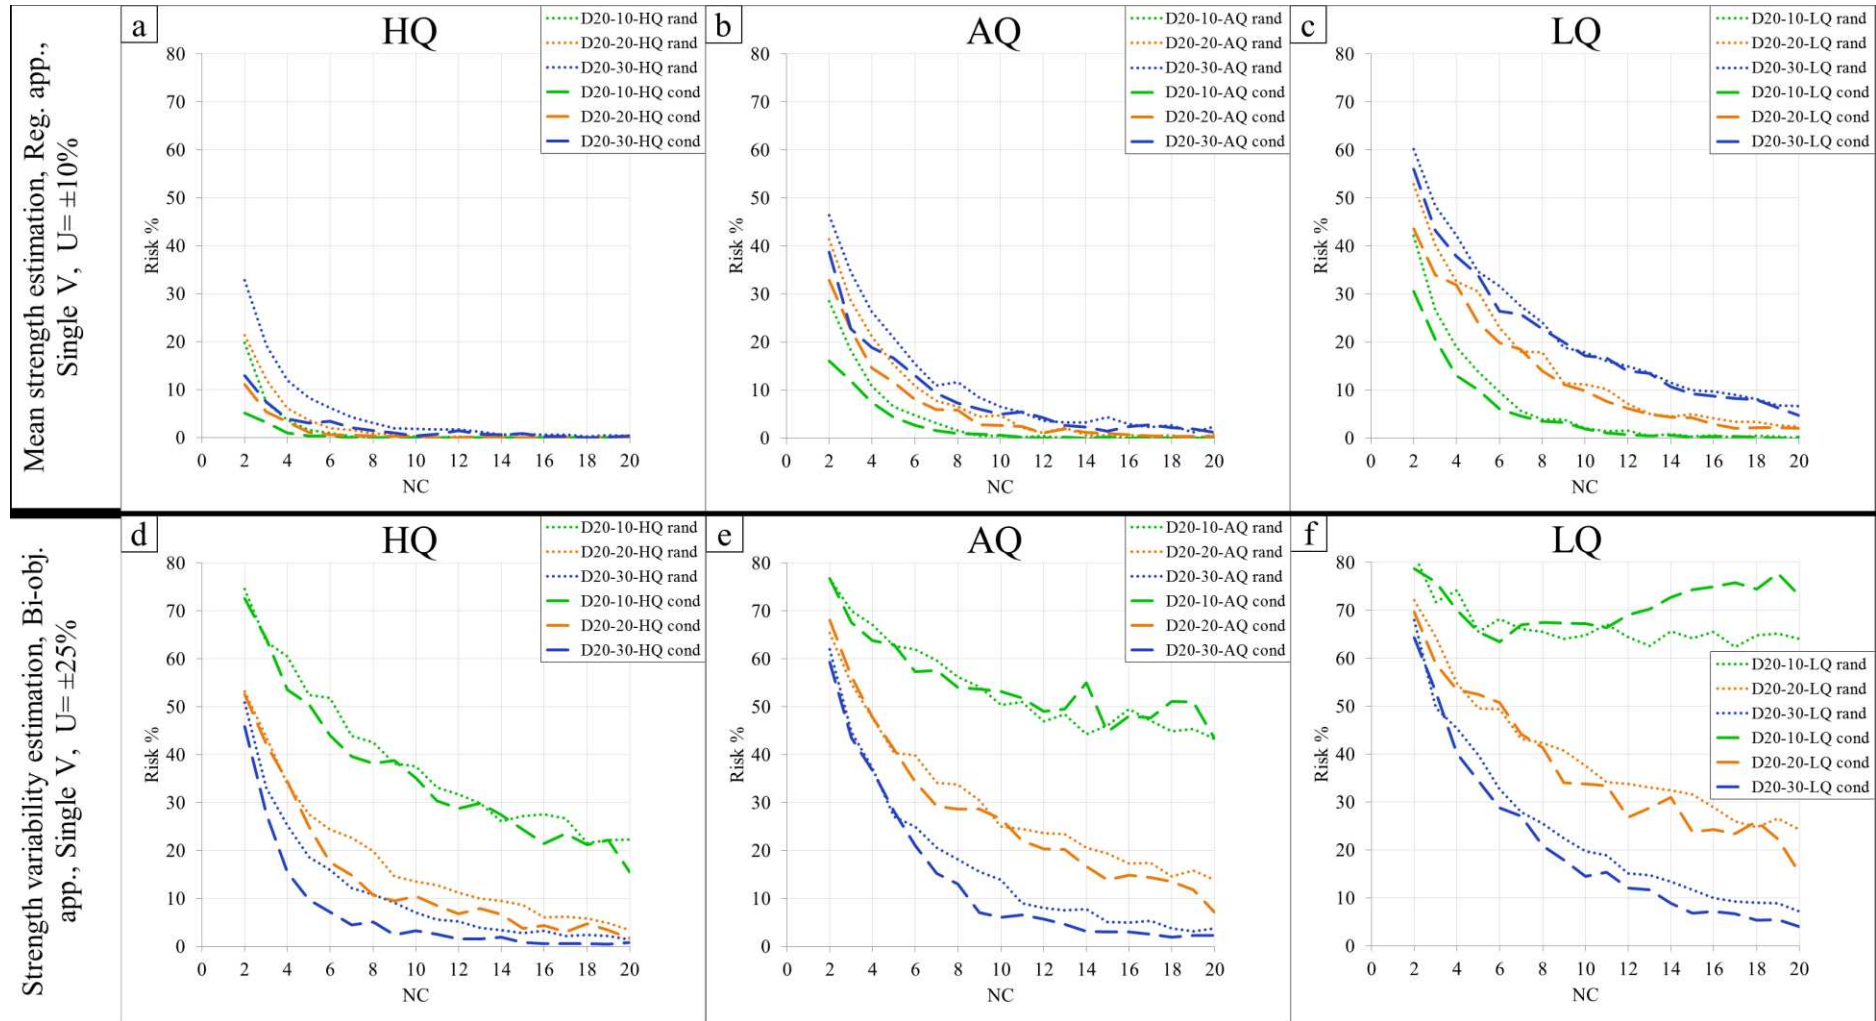 Mean strength estimation, Reg. app.,
Single V, U= ±10%
a
HQ
D20-10-HQ rand
D20-20-HQ rand
D20-30-HQ rand
D20-10-HQ cond
D20-20-HQ cond
D20-30-HQ cond
80
70
60
50
40
30
20
10
0
Risk %
0 2 4 6 8 10 12 14 16 18 20
NC
b
AQ
D20-10-AQ rand
D20-20-AQ rand
D20-30-AQ rand
D20-10-AQ cond
D20-20-AQ cond
D20-30-AQ cond
80
70
60
50
40
30
20
10
0
Risk %
0 2 4 6 8 10 12 14 16 18 20
NC
c
LQ
D20-10-LQ rand
D20-20-LQ rand
D20-30-LQ rand
D20-10-LQ cond
D20-20-LQ cond
D20-30-LQ cond
80
70
60
50
40
30
20
10
0
Risk %
0 2 4 6 8 10 12 14 16 18 20
NC
Strength variability estimation, Bi-obj.
app., Single V, U= ±25%
d
HQ
D20-10-HQ rand
D20-20-HQ rand
D20-30-HQ rand
D20-10-HQ cond
D20-20-HQ cond
D20-30-HQ cond
80
70
60
50
40
30
20
10
0
Risk %
0 2 4 6 8 10 12 14 16 18 20
NC
e
AQ
D20-10-AQ rand
D20-20-AQ rand
D20-30-AQ rand
D20-10-AQ cond
D20-20-AQ cond
D20-30-AQ cond
80
70
60
50
40
30
20
10
0
Risk %
0 2 4 6 8 10 12 14 16 18 20
NC
f
LQ
D20-10-LQ rand
D20-20-LQ rand
D20-30-LQ rand
D20-10-LQ cond
D20-20-LQ cond
D20-30-LQ cond
80
70
60
50
40
30
20
10
0
Risk %
0 2 4 6 8 10 12 14 16 18 20
NC